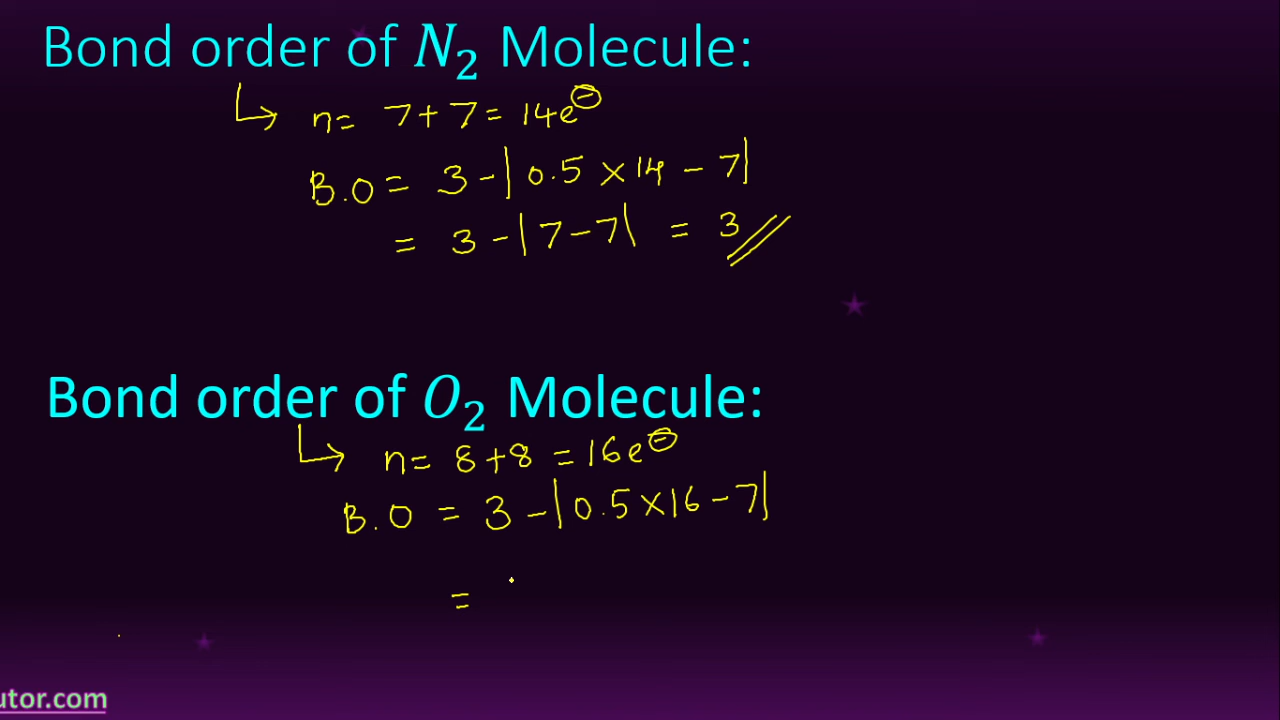 Bond order of N₂ Molecule:
↳ n= 7+7= 14e⊖
B.O = 3-|0.5×14-7|
= 3-|7-7| = 3
Bond order of O₂ Molecule:
↳ n= 8+8 =16e⊖
B.O = 3-|0.5×16-7|
=
utor.com